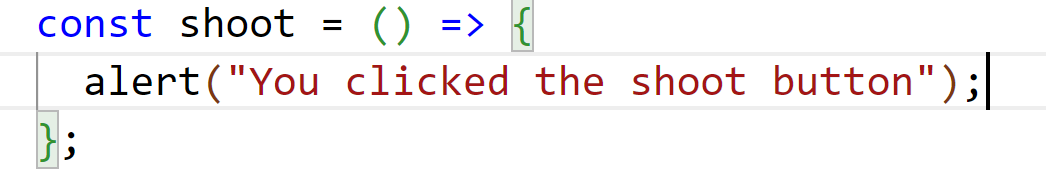 const shoot = () => {
  alert("You clicked the shoot button");
};